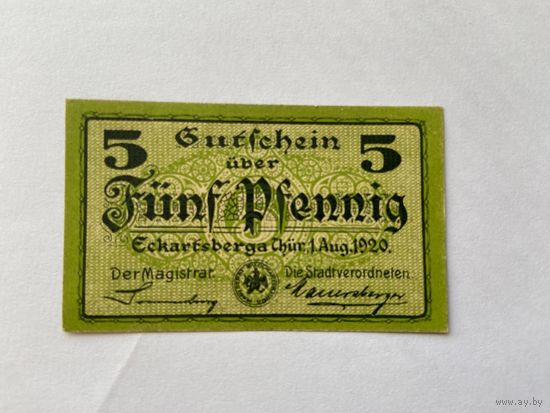 5 Gutschein 5
über
Fünf Pfennig
Eckartsberga Thür. 1. Aug. 1920.
Der Magistrat. Die Stadtverordneten
www.ay.by